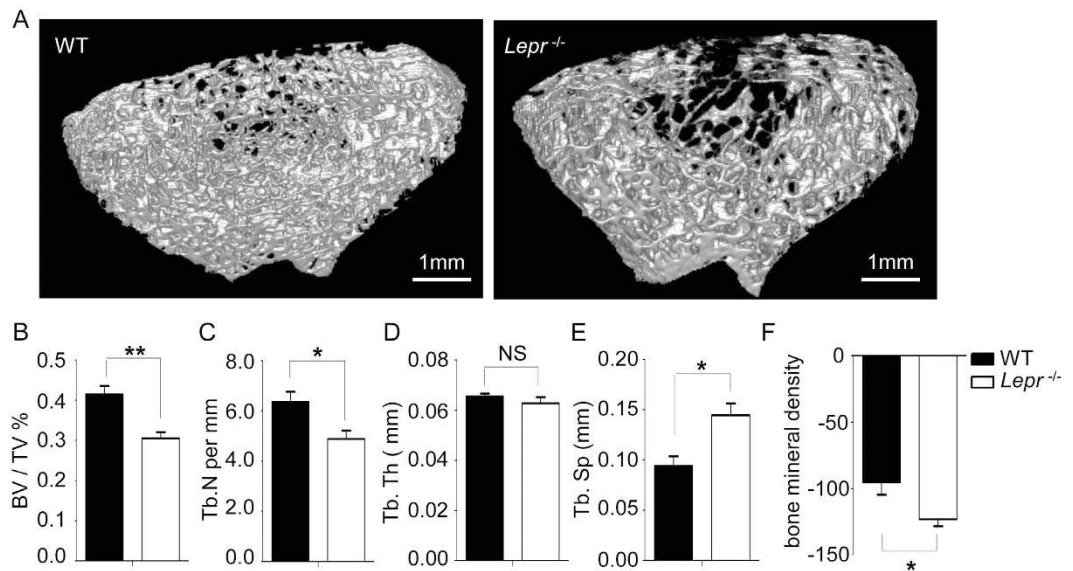 A
WT
1mm
Lepr -/-
1mm
B
BV / TV %
0.5
0.4
0.3
0.2
0.1
0.0
**
C
Tb.N per mm
8.0
6.0
4.0
6.0
0.0
*
D
Tb. Th ( mm)
0.08
0.06
0.04
0.02
0.00
NS
E
Tb. Sp (mm)
0.20
0.15
0.10
0.05
0.00
*
F
bone mineral density
0
-50
-100
-150
*
WT
Lepr -/-